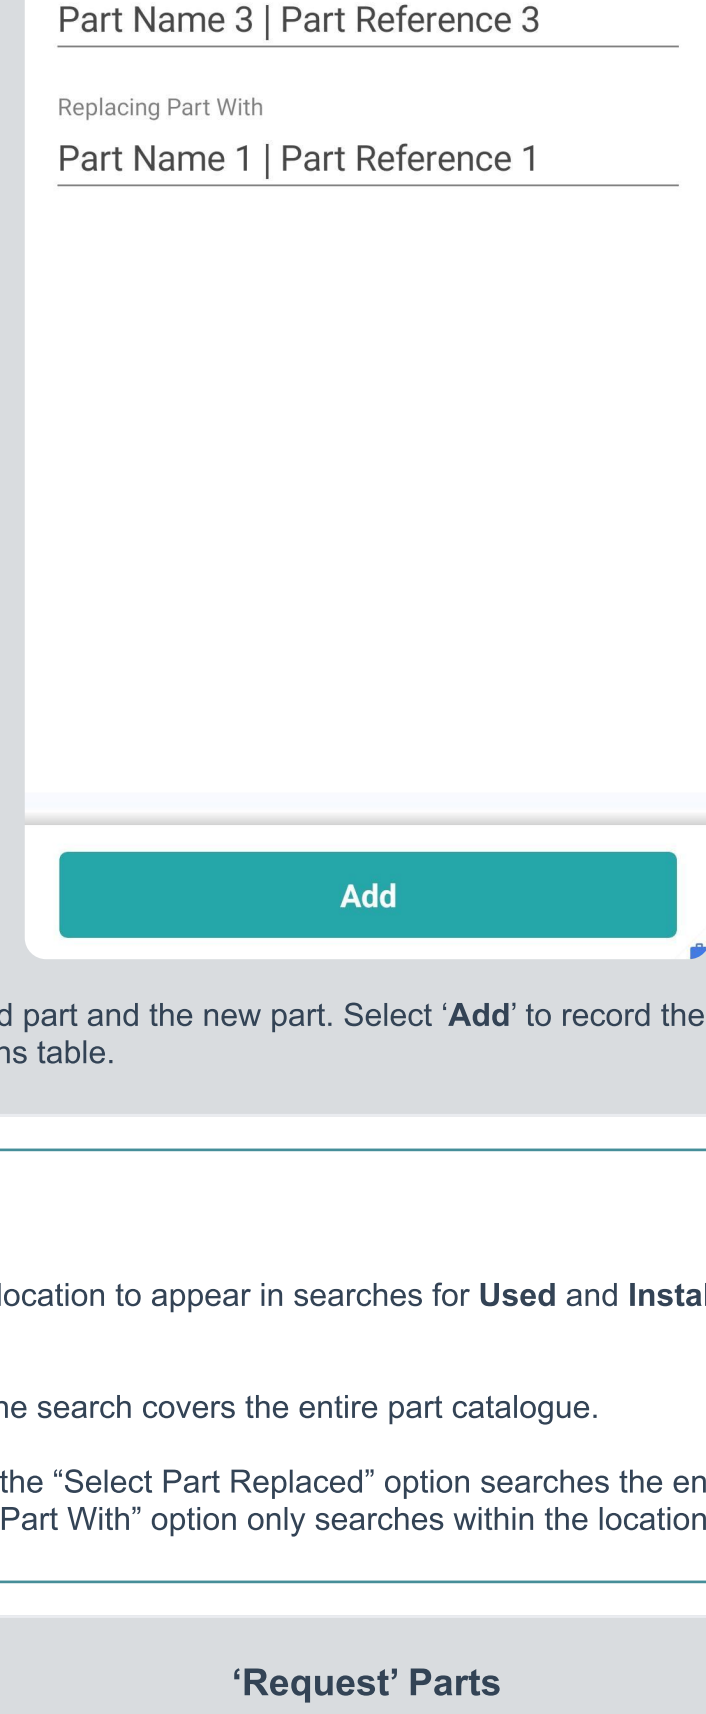 Part Name 3 | Part Reference 3
Replacing Part With
Part Name 1 | Part Reference 1
Add
part and the new part. Select ‘Add’ to record the
table.
location to appear in searches for Used and
search covers the entire part catalogue.
the “Select Part Replaced” option searches the
Part With” option only searches within the location
‘Request’ Parts